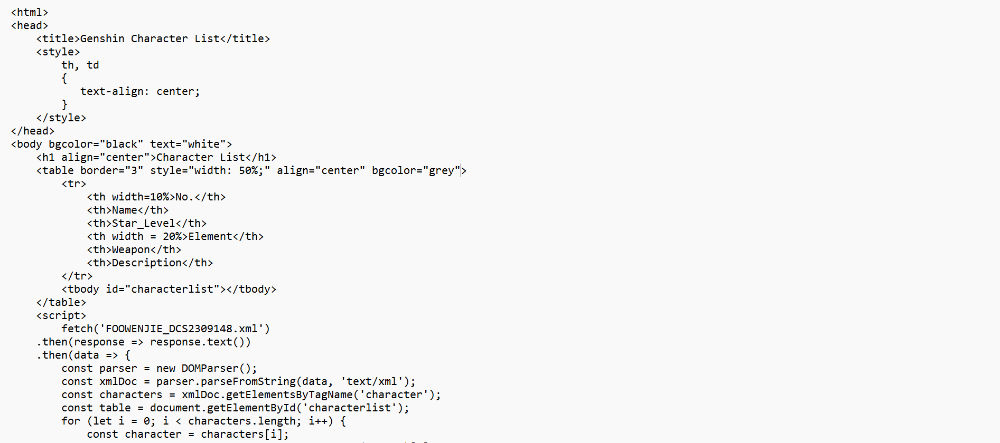 <html>
<head>
    <title>Genshin Character List</title>
    <style>
        th, td
        {
           text-align: center;
        }
    </style>
</head>
<body bgcolor="black" text="white">
    <h1 align="center">Character List</h1>
    <table border="3" style="width: 50%;" align="center" bgcolor="grey">
        <tr>
            <th width=10%>No.</th>
            <th>Name</th>
            <th>Star_Level</th>
            <th width = 20%>Element</th>
            <th>Weapon</th>
            <th>Description</th>
        </tr>
        <tbody id="characterlist"></tbody>
    </table>
    <script>
        fetch('FOOWENJIE_DCS2309148.xml')
    .then(response => response.text())
    .then(data => {
        const parser = new DOMParser();
        const xmlDoc = parser.parseFromString(data, 'text/xml');
        const characters = xmlDoc.getElementsByTagName('character');
        const table = document.getElementById('characterlist');
        for (let i = 0; i < characters.length; i++) {
            const character = characters[i];